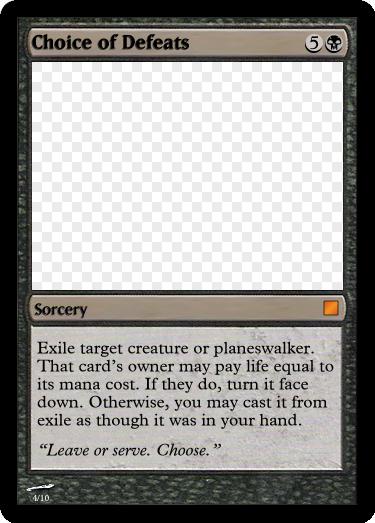 Choice of Defeats 5
Sorcery
Exile target creature or planeswalker.
That card's owner may pay life equal to
its mana cost. If they do, turn it face
down. Otherwise, you may cast it from
exile as though it was in your hand.
“Leave or serve. Choose.”
4/10